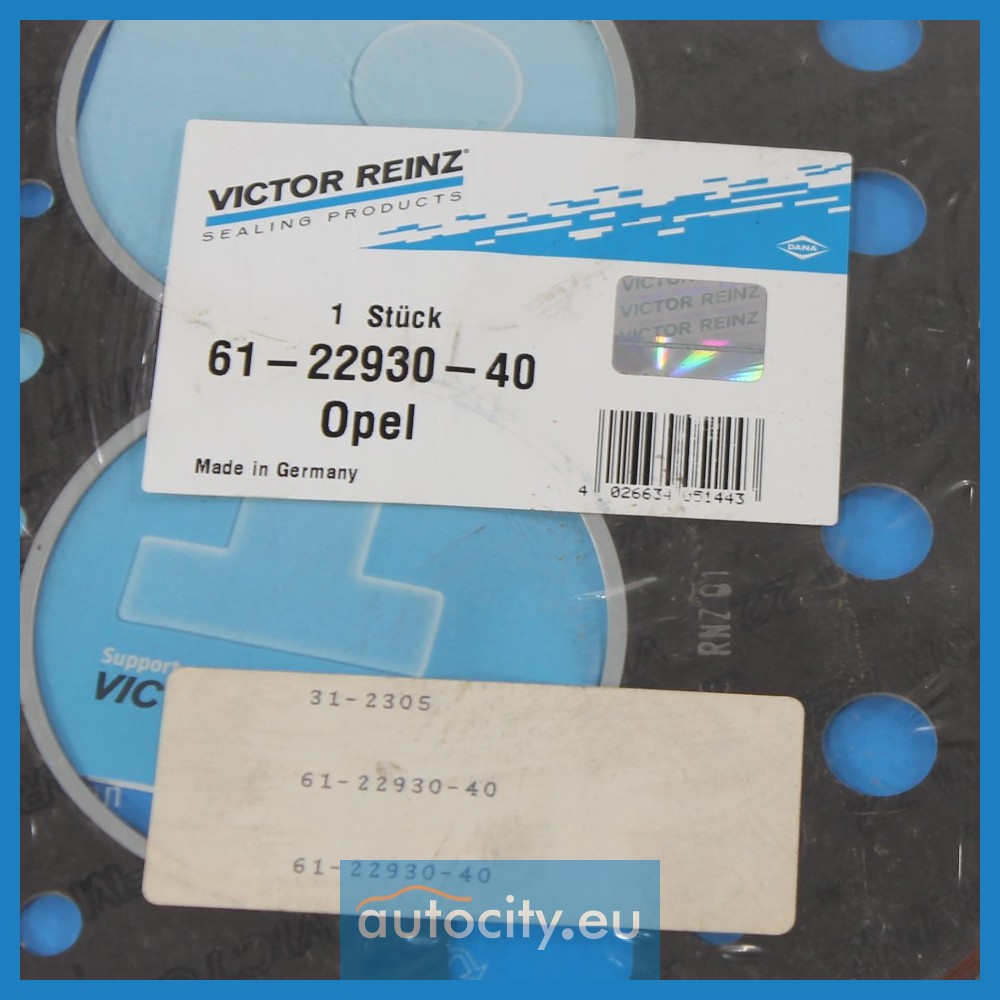 VICTOR REINZ®
SEALING PRODUCTS
DANA
VICTOR REINZ
VICTOR REINZ
1 Stück
61-22930-40
Opel
Made in Germany
4 026634 051443
RNZ 01
Support
VIC
31-2305
61-22930-40
61-22930-40
autocity.eu